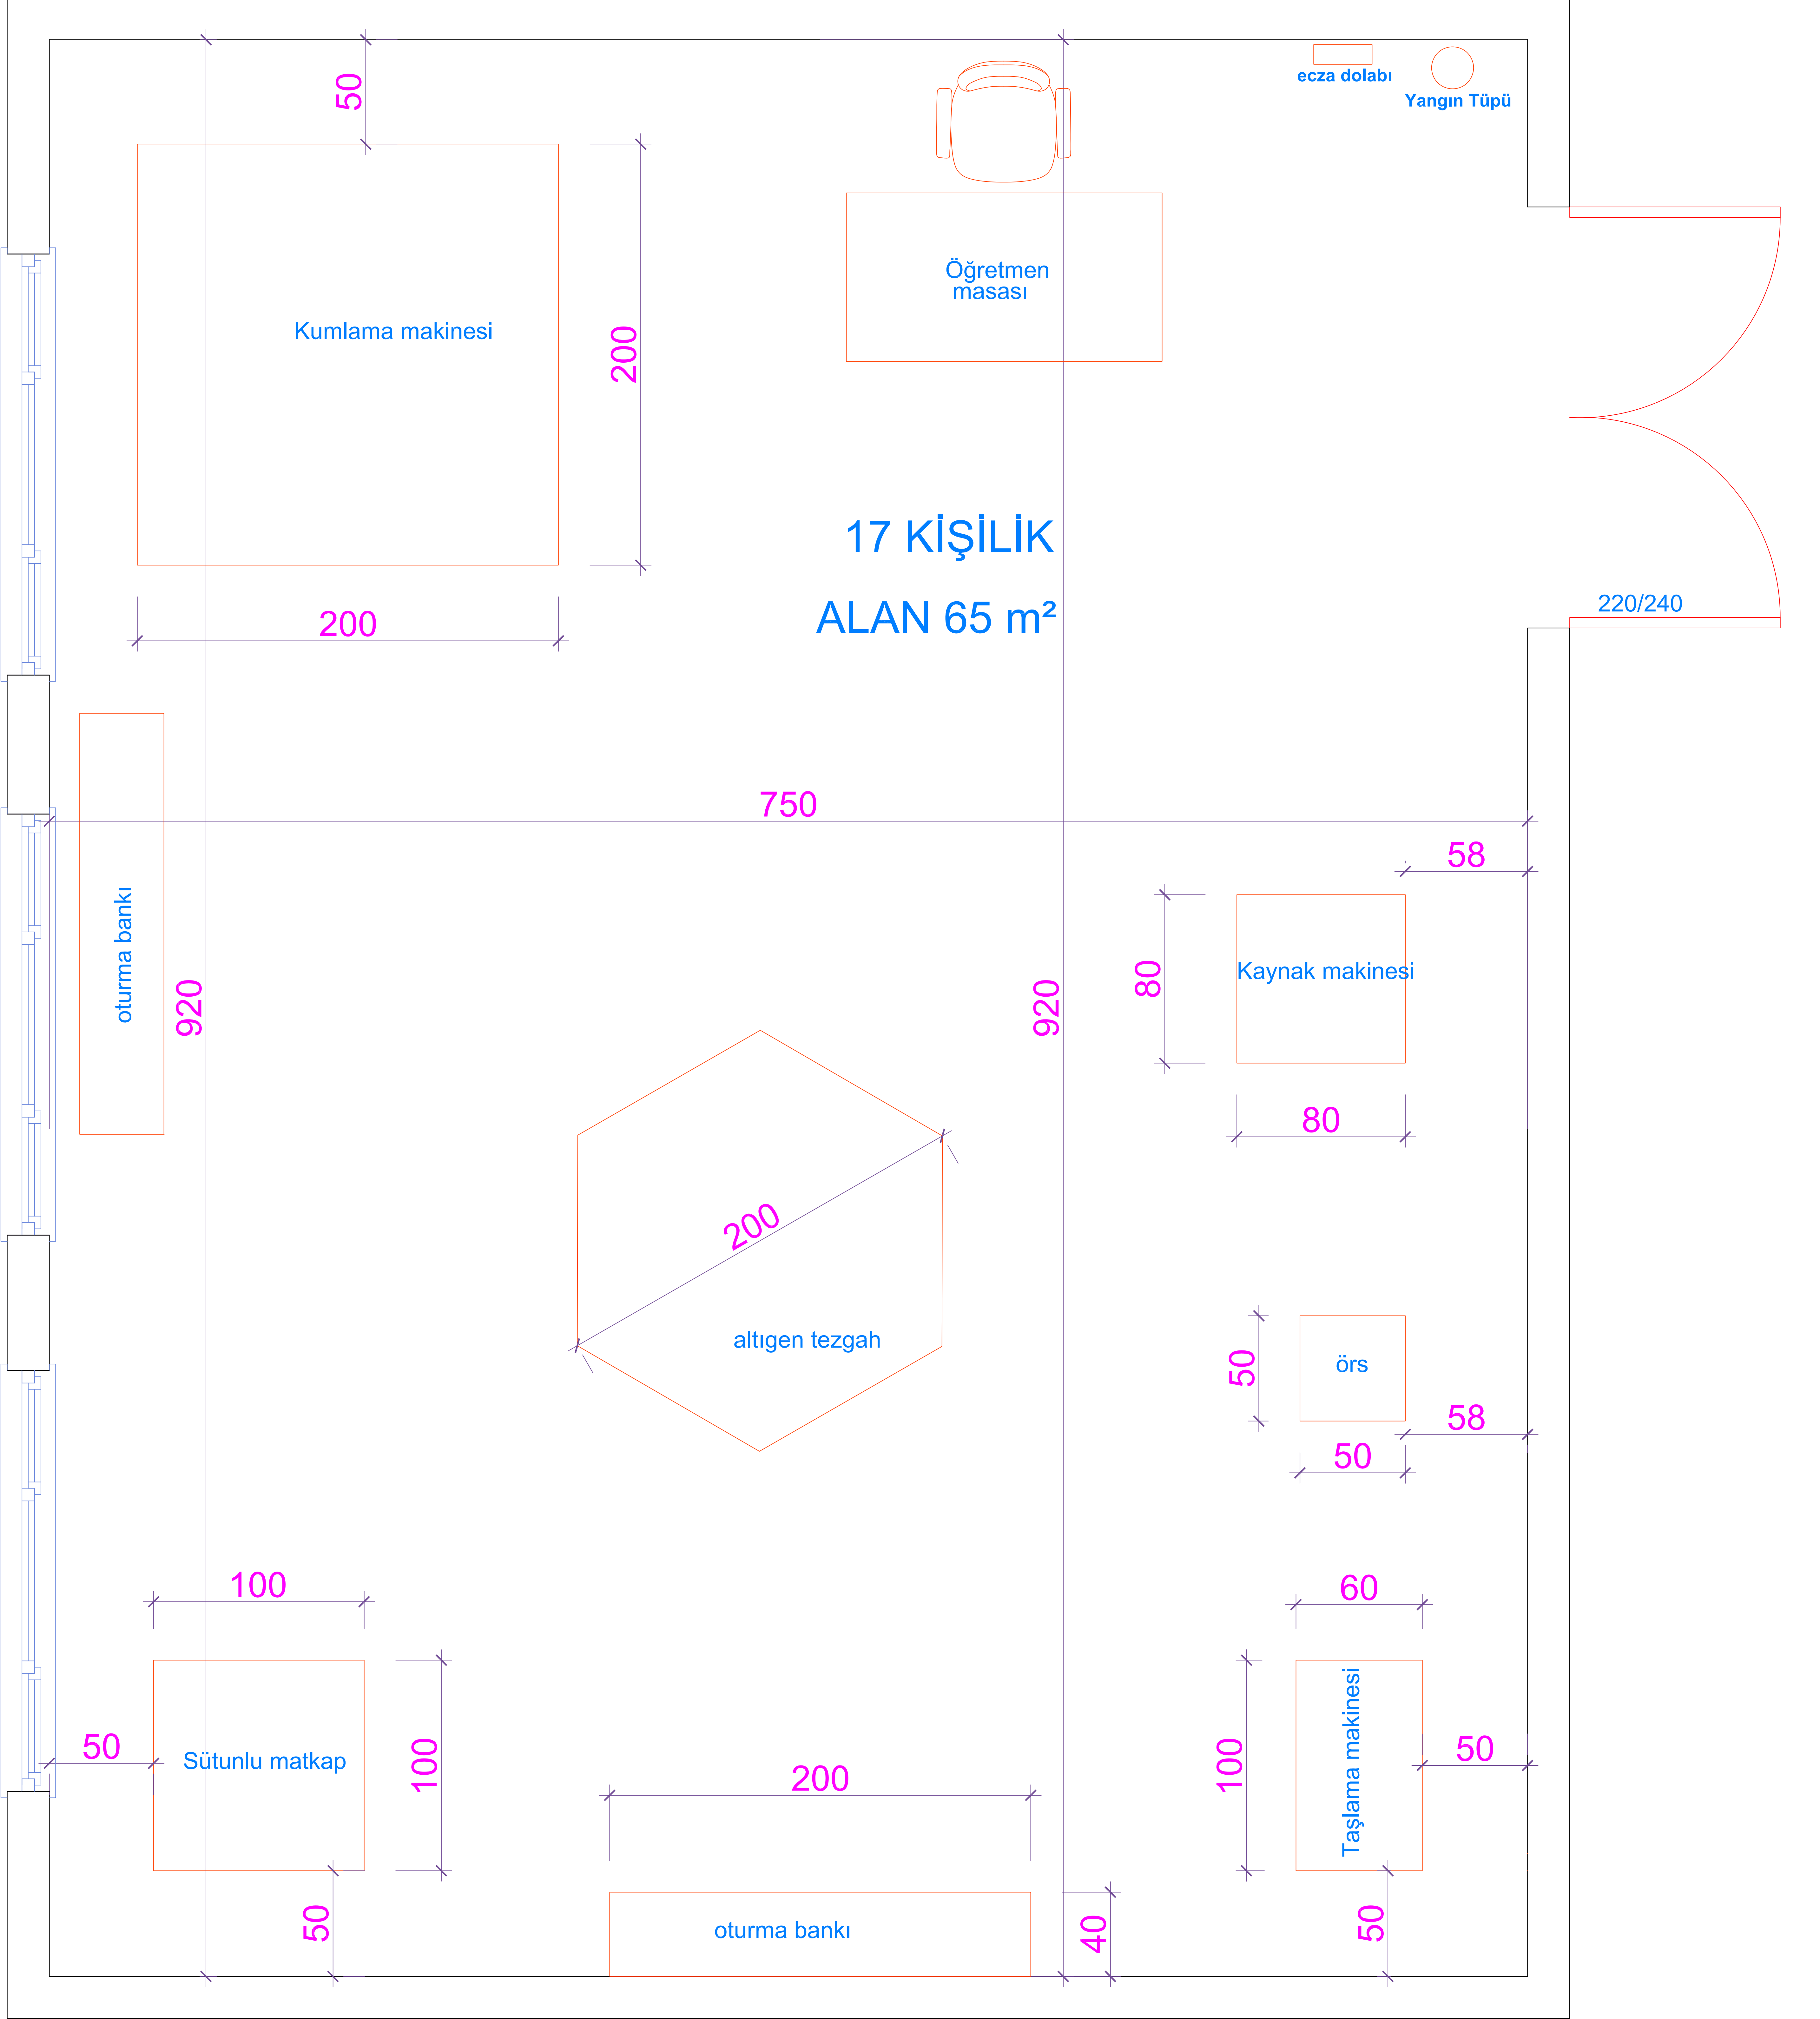 50
ecza dolabı
Yangın Tüpü
Öğretmen
masası
Kumlama makinesi
200
17 KİŞİLİK
ALAN 65 m²
220/240
200
750
58
oturma bankı
920
920
80
Kaynak makinesi
80
200
altıgen tezgah
50
örs
58
50
100
60
50
Sütunlu matkap
100
200
100
Taşlama makinesi
50
50
oturma bankı
40
50